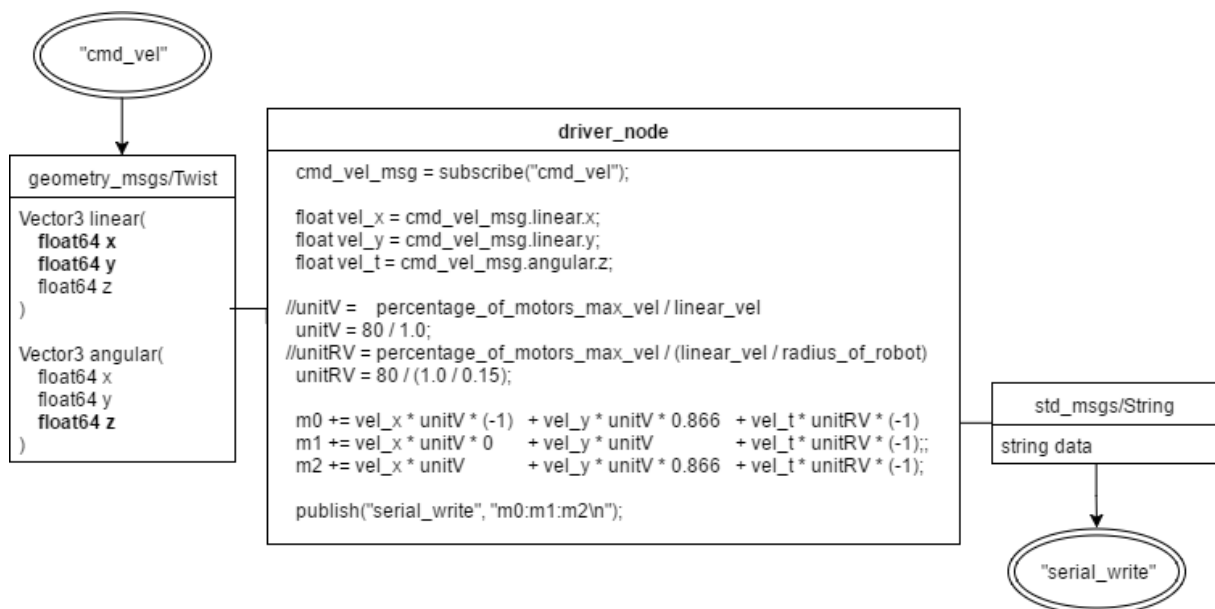 "cmd_vel"
geometry_msgs/Twist
Vector3 linear(
float64 x
float64 y
float64 z
)
Vector3 angular(
float64 x
float64 y
float64 z
)
driver_node
cmd_vel_msg = subscribe("cmd_vel");
float vel_x = cmd_vel_msg.linear.x;
float vel_y = cmd_vel_msg.linear.y;
float vel_t = cmd_vel_msg.angular.z;
//unitV = percentage_of_motors_max_vel / linear_vel
unitV = 80 / 1.0;
//unitRV = percentage_of_motors_max_vel / (linear_vel / radius_of_robot)
unitRV = 80 / (1.0 / 0.15);
m0 += vel_x * unitV * (-1) + vel_y * unitV * 0.866 + vel_t * unitRV * (-1)
m1 += vel_x * unitV * 0 + vel_y * unitV + vel_t * unitRV * (-1);;
m2 += vel_x * unitV + vel_y * unitV * 0.866 + vel_t * unitRV * (-1);
publish("serial_write", "m0:m1:m2\n");
std_msgs/String
string data
"serial_write"